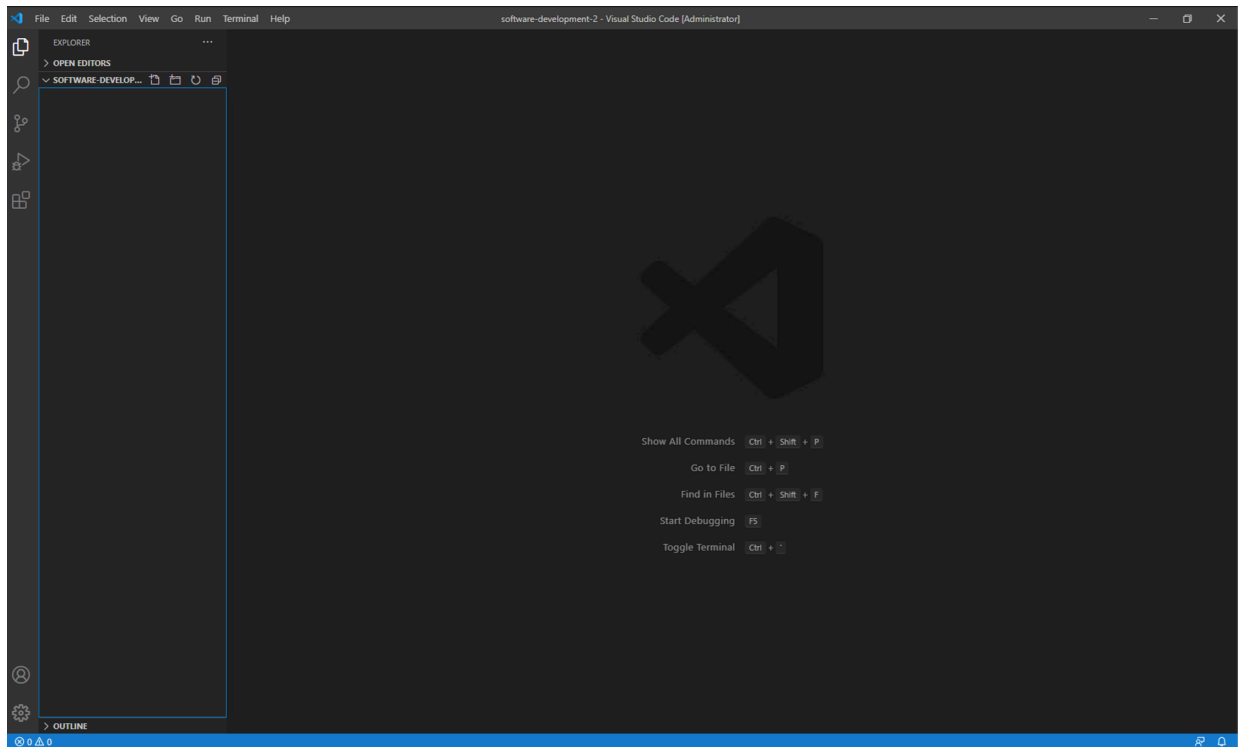 File Edit Selection View Go Run Terminal Help software-development-2 - Visual Studio Code [Administrator]
EXPLORER
OPEN EDITORS
SOFTWARE-DEVELOP...
Show All Commands Ctrl + Shift + P
Go to File Ctrl + P
Find in Files Ctrl + Shift + F
Start Debugging F5
Toggle Terminal Ctrl + `
OUTLINE
0 0